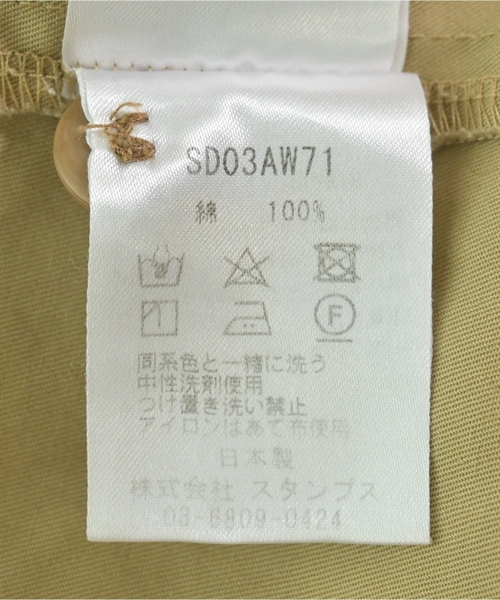 SD03AW71
綿 100%
F
同系色と一緒に洗う
中性洗剤使用
つけ置き洗い禁止
アイロンはあて布使用
日本製
株式会社 スタンプス
03-6809-0424